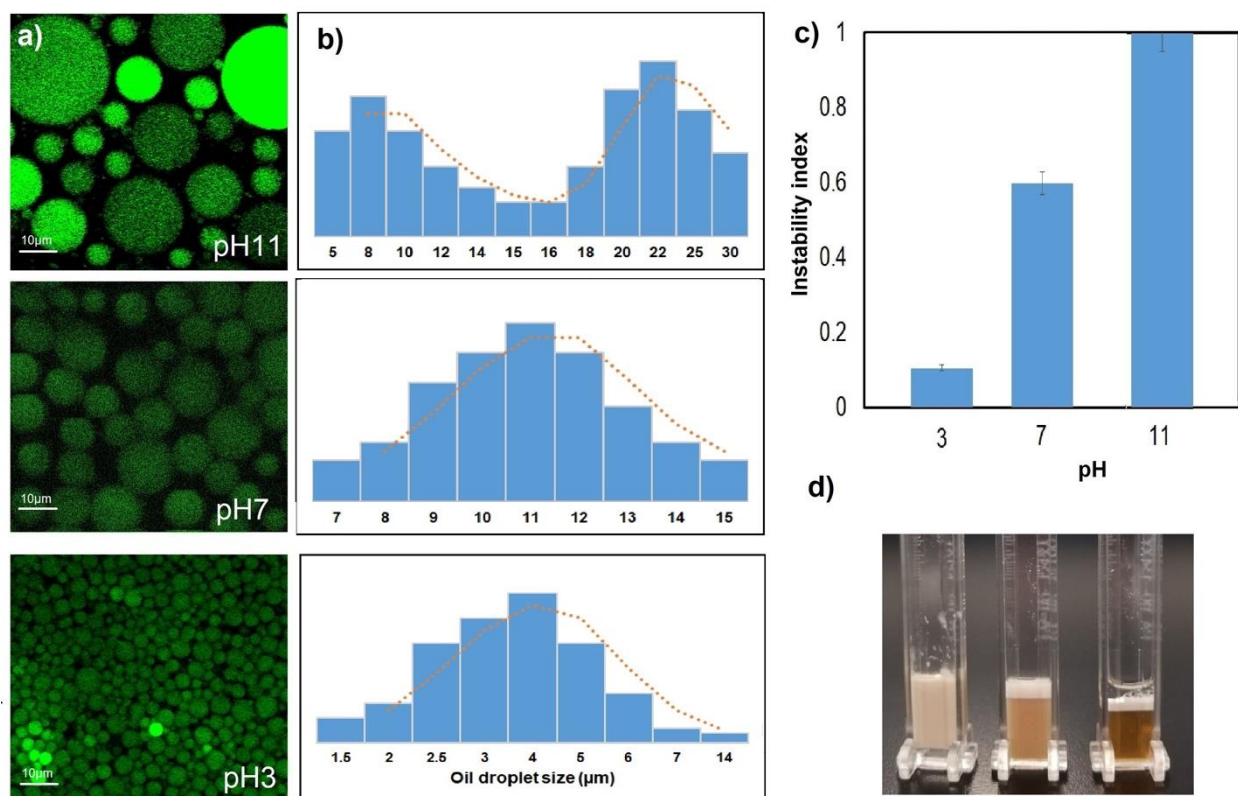 a)
10µm
pH11
b)
5 8 10 12 14 15 16 18 20 22 25 30
10µm
pH7
7 8 9 10 11 12 13 14 15
10µm
pH3
1.5 2 2.5 3 4 5 6 7 14
Oil droplet size (µm)
c)
1
0.8
0.6
0.4
0.2
0
Instability index
3 7 11
pH
d)